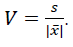 V = s / |x̄|.